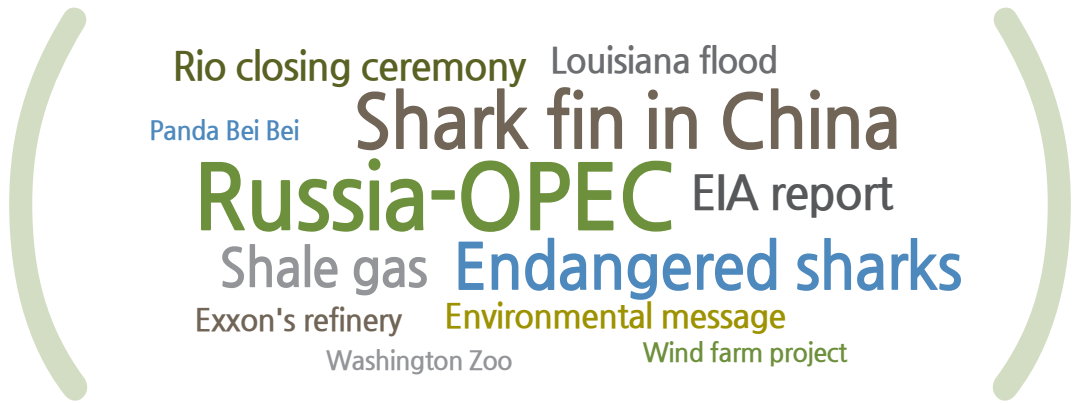 Rio closing ceremony
Louisiana flood
Panda Bei Bei
Shark fin in China
Russia-OPEC
EIA report
Shale gas
Endangered sharks
Exxon's refinery
Environmental message
Washington Zoo
Wind farm project